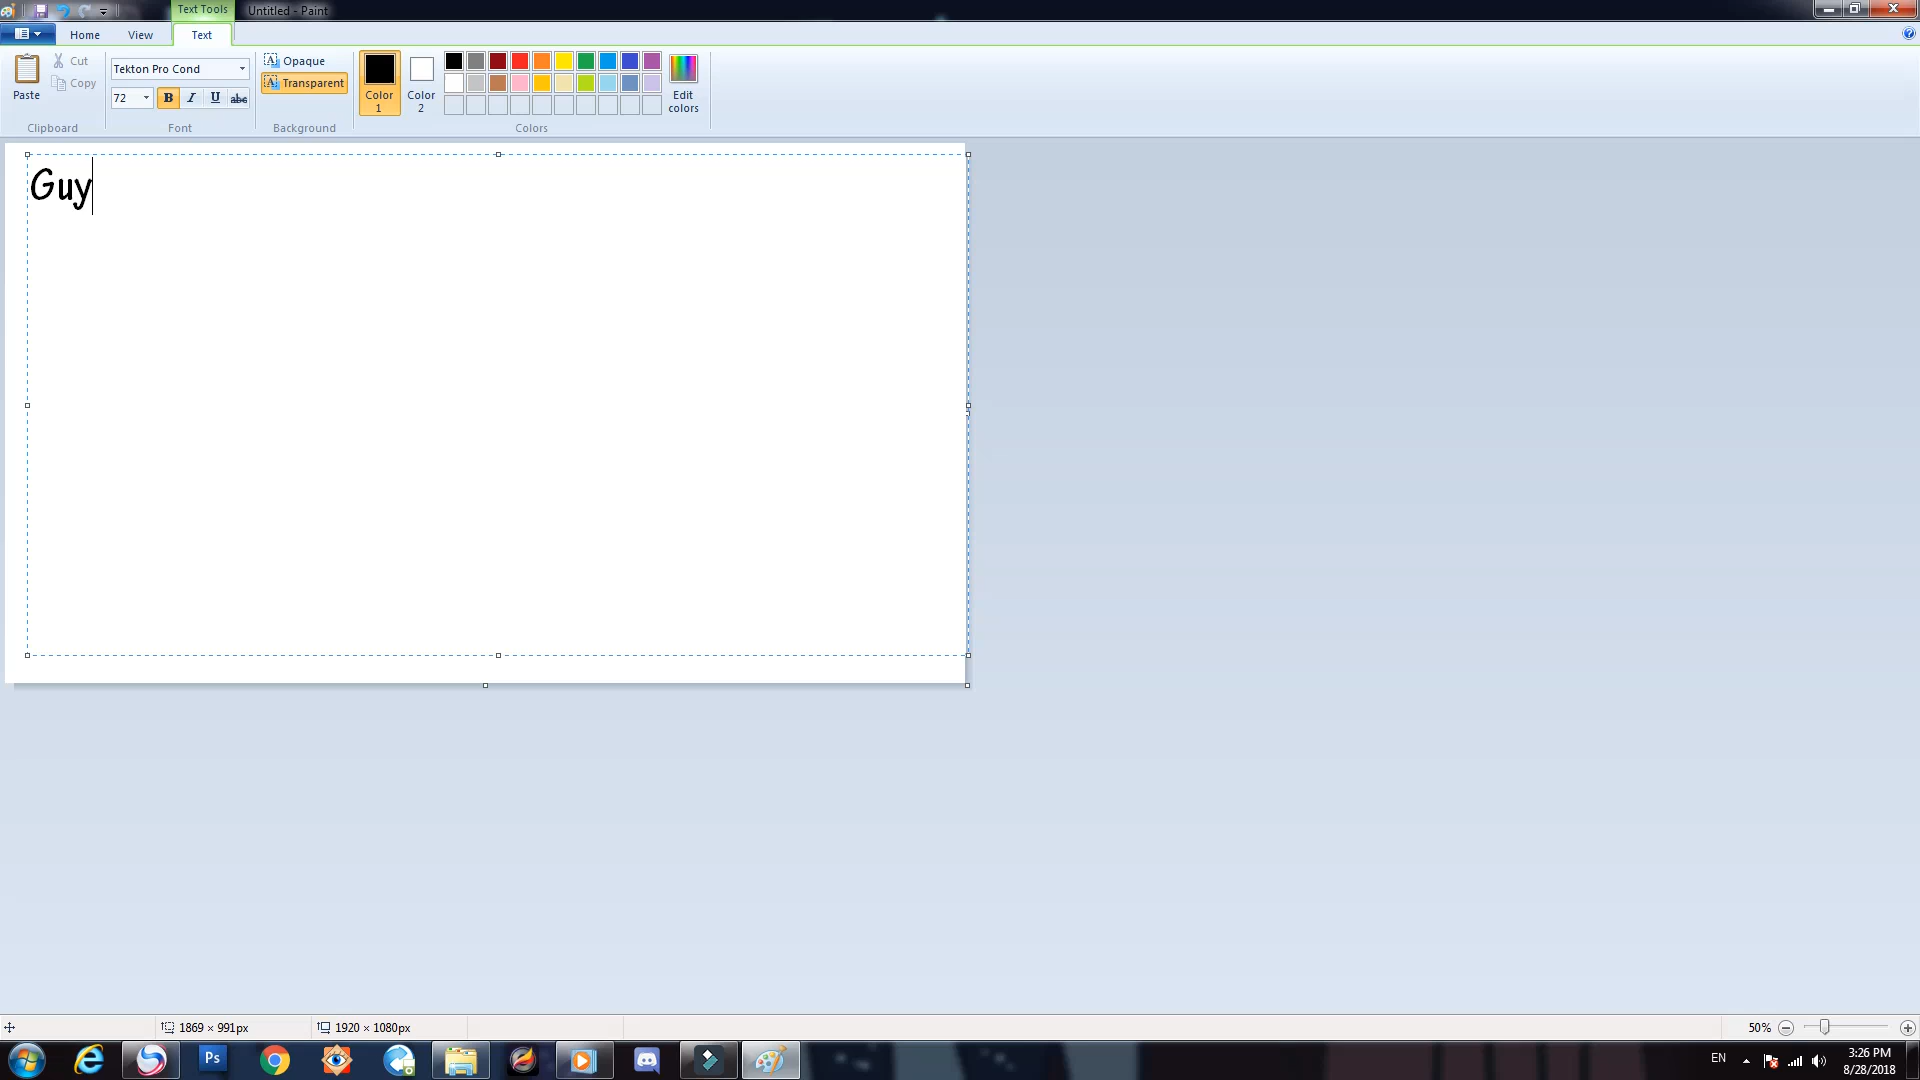 Text Tools
Untitled - Paint
Home View Text
Cut
Copy
Paste
Clipboard
Tekton Pro Cond
72 B I U abc
Font
Opaque
Transparent
Background
Color 1
Color 2
Edit colors
Colors
Guy
1869 × 991px
1920 × 1080px
50%
Ps
EN
3:26 PM
8/28/2018